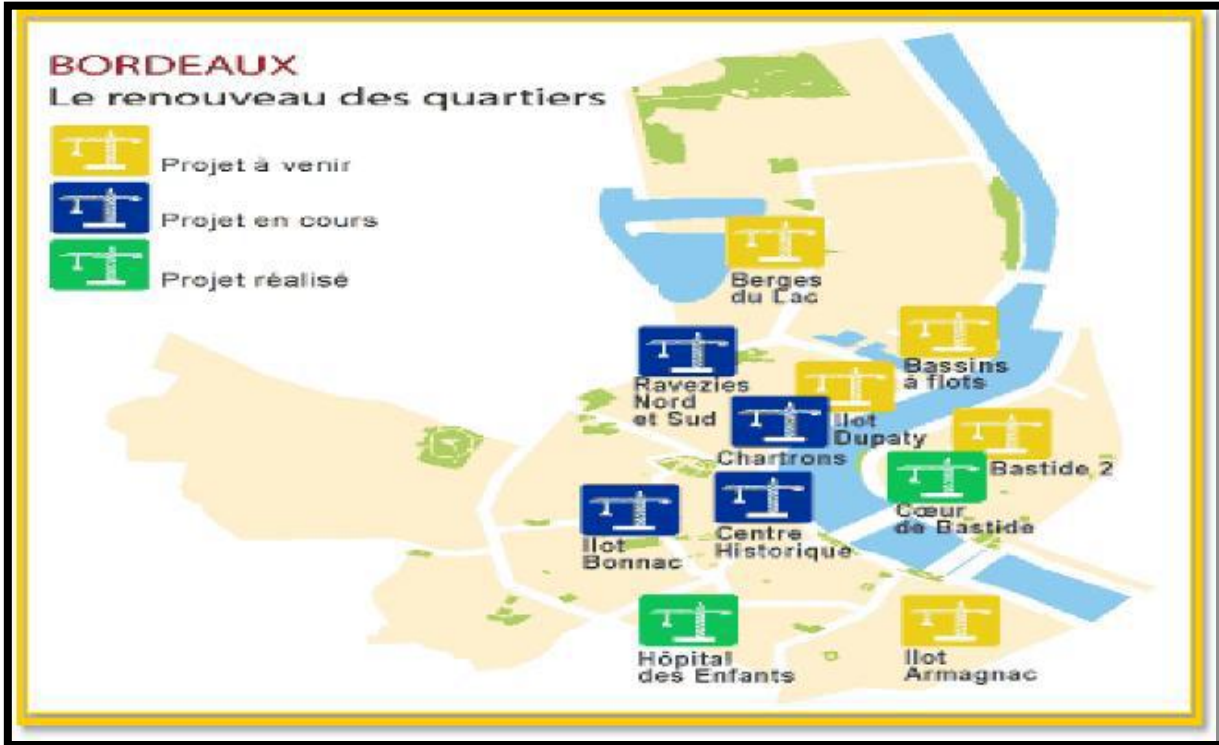 BORDEAUX
Le renouveau des quartiers
Projet à venir
Projet en cours
Projet réalisé
Berges
du Lac
Bassins
à flots
Ravezies
Nord
et Sud
Ilot
Dupaty
Chartrons
Bastide 2
Cœur
de Bastide
Centre
Historique
Ilot
Bonnac
Hôpital
des Enfants
Ilot
Armagnac